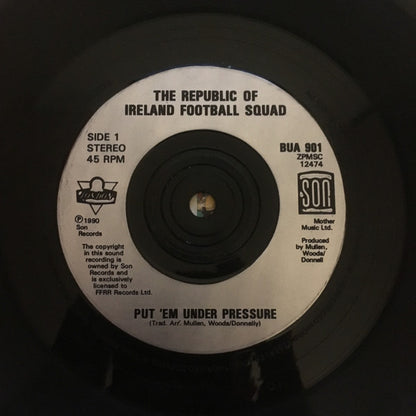 THE REPUBLIC OF
IRELAND FOOTBALL SQUAD
SIDE 1
STEREO
45 RPM
BUA 901
ZPMSC
12474
LONDON
SON
℗ 1990
Son
Records
The copyright
in this sound
recording is
owned by Son
Records and
is exclusively
licensed to
FFRR Records Ltd.
Mother
Music Ltd.
Produced
by Mullen,
Woods/
Donnell
PUT 'EM UNDER PRESSURE
(Trad. Arr. Mullen, Woods/Donnelly)